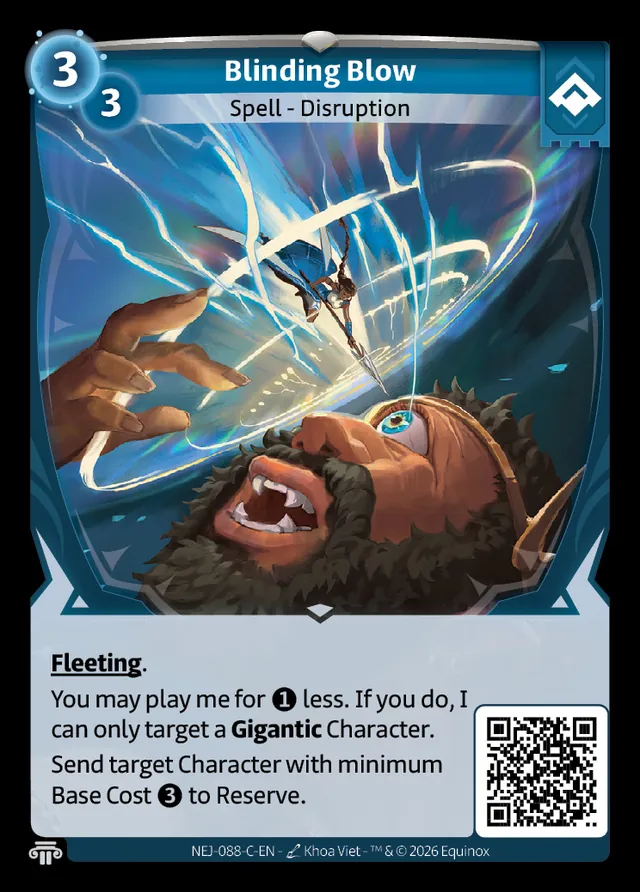 3
3
Blinding Blow
Spell - Disruption
Fleeting.
You may play me for 1 less. If you do, I
can only target a Gigantic Character.
Send target Character with minimum
Base Cost 3 to Reserve.
NEJ-088-C-EN - Khoa Viet - ™ & © 2026 Equinox